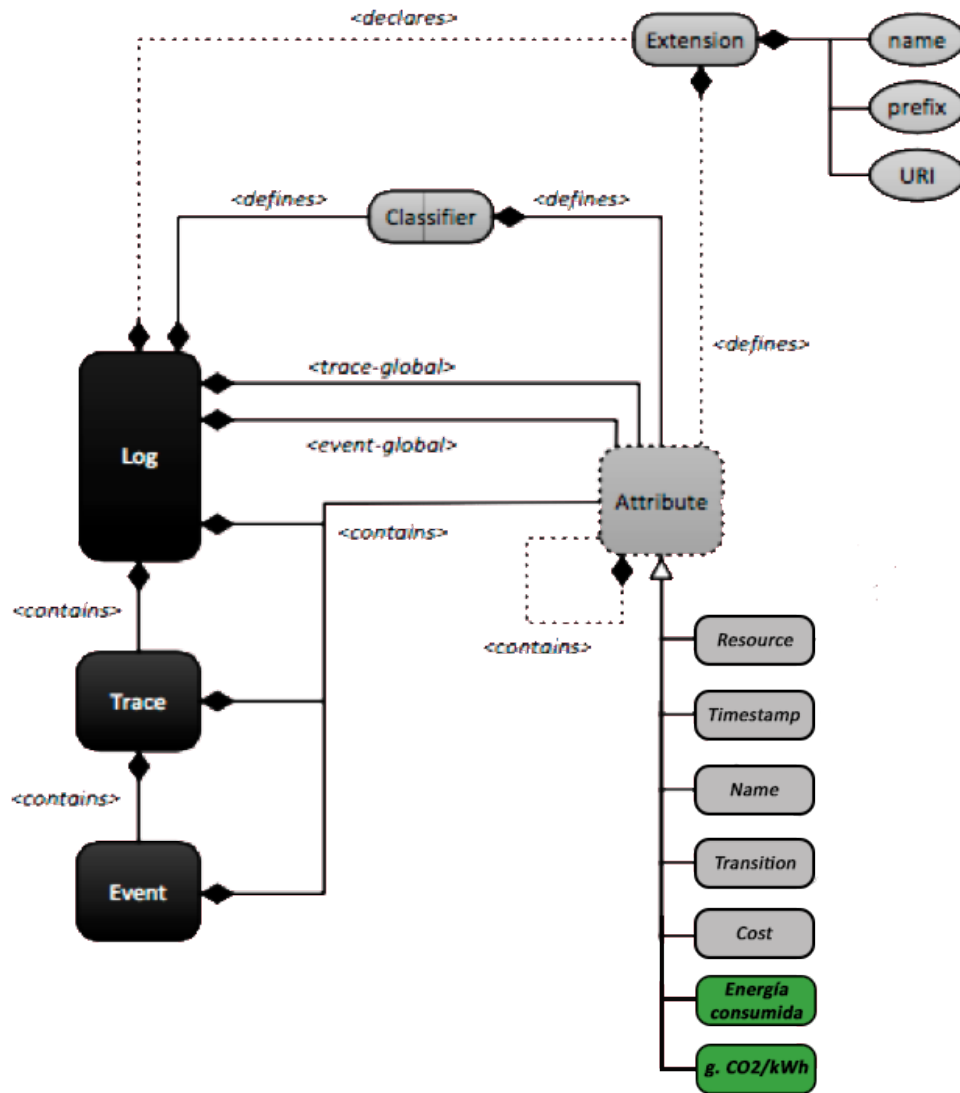 <declares>
Extension
name
prefix
URI
<defines>
Classifier
<defines>
<defines>
<trace-global>
<event-global>
Log
Attribute
<contains>
<contains>
<contains>
Resource
Trace
Timestamp
<contains>
Name
Transition
Event
Cost
Energía
consumida
g. CO2/kWh